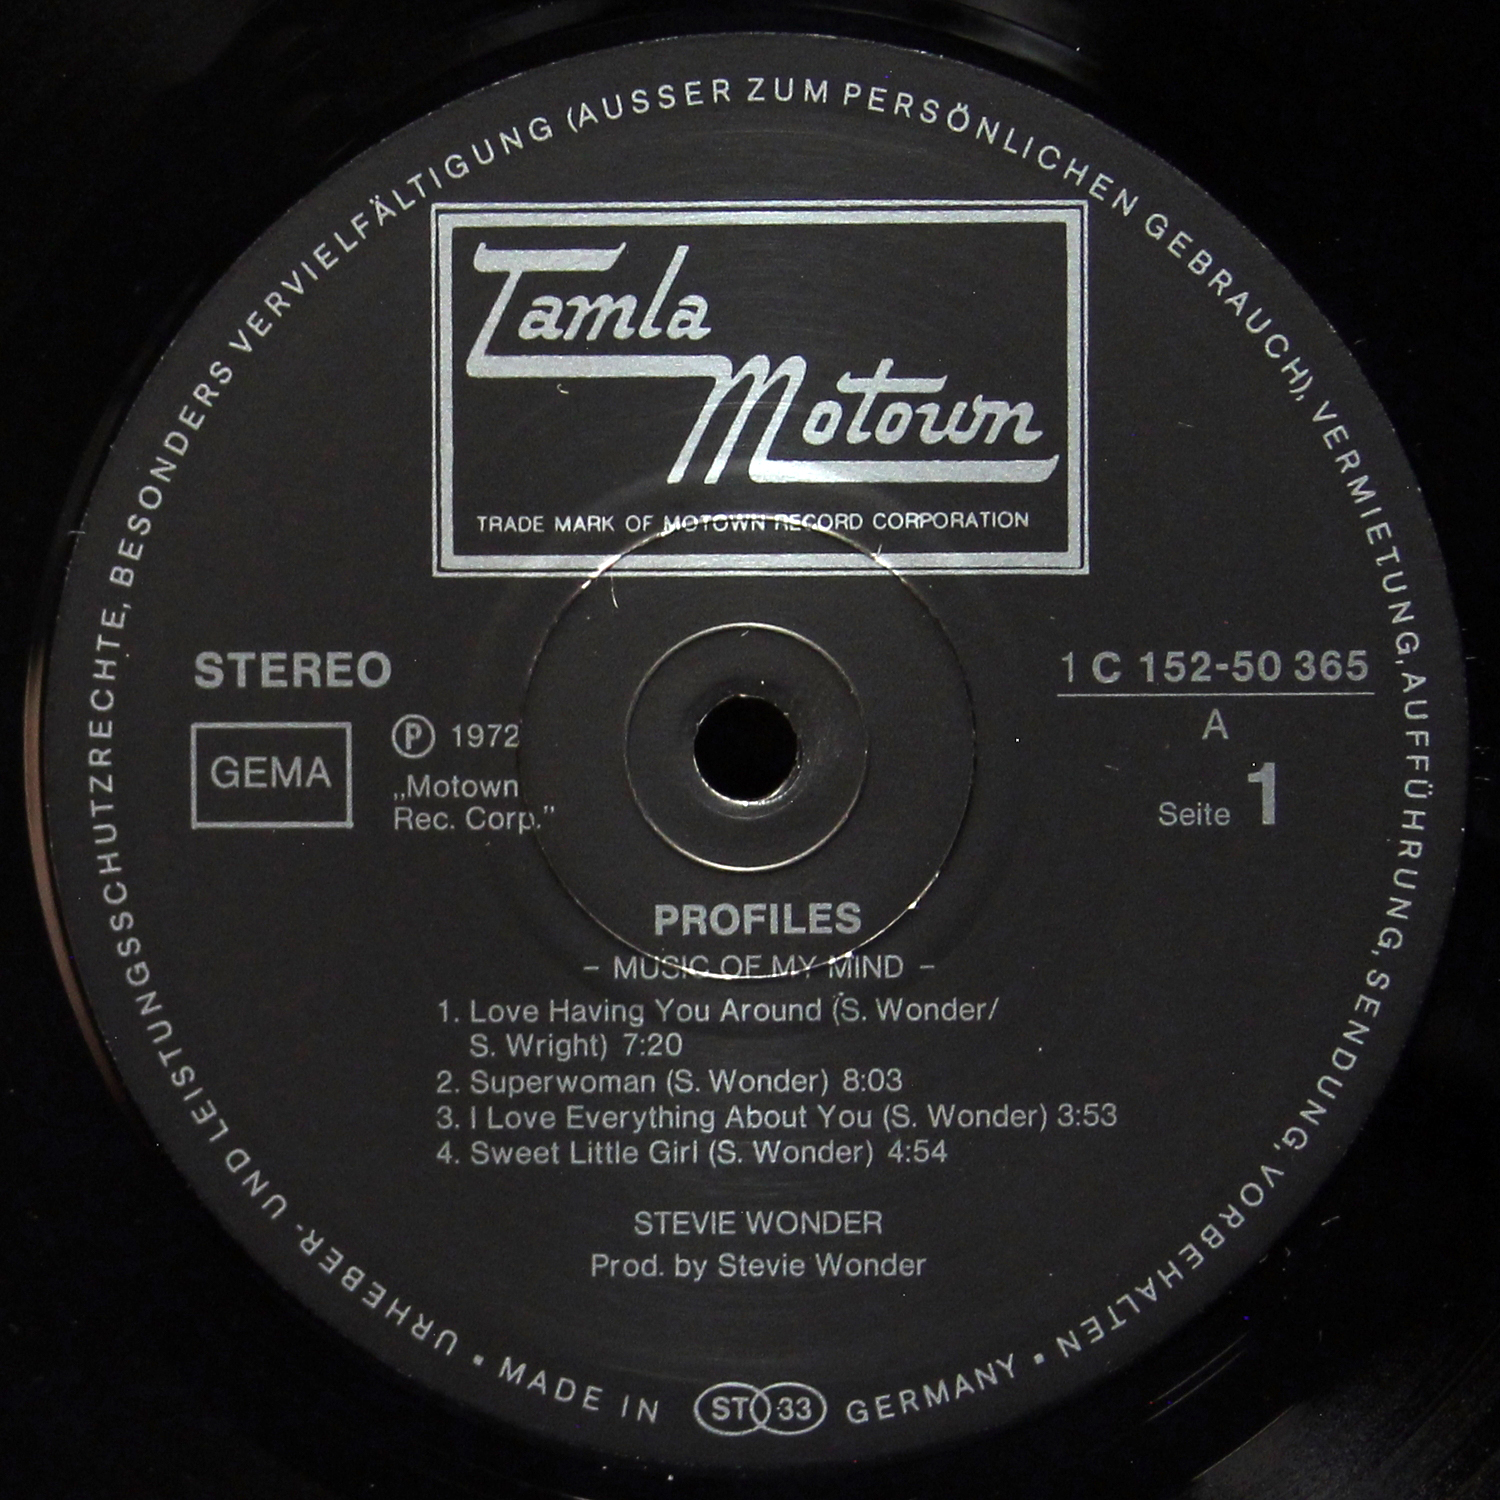 URHEBER- UND LEISTUNGSSCHUTZRECHTE, BESONDERS VERVIELFÄLTIGUNG (AUSSER ZUM PERSÖNLICHEN GEBRAUCH), VERMIETUNG, AUFFÜHRUNG, SENDUNG, VORBEHALTEN ▪ MADE IN ST 33 GERMANY ▪
Tamla
Motown
TRADE MARK OF MOTOWN RECORD CORPORATION
STEREO
GEMA
Ⓟ 1972
„Motown
Rec. Corp.”
1 C 152-50 365
A
Seite 1
PROFILES
– MUSIC OF MY MIND –
1. Love Having You Around (S. Wonder/
S. Wright) 7:20
2. Superwoman (S. Wonder) 8:03
3. I Love Everything About You (S. Wonder) 3:53
4. Sweet Little Girl (S. Wonder) 4:54
STEVIE WONDER
Prod. by Stevie Wonder